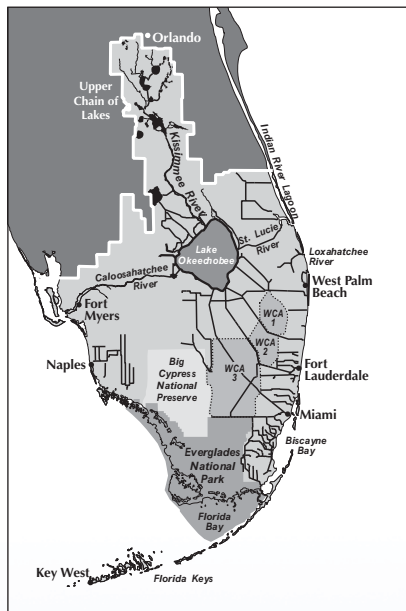 Orlando
Upper
Chain of
Lakes
Kissimmee River
Indian River Lagoon
St. Lucie
River
Lake
Okeechobee
Loxahatchee
River
Caloosahatchee
River
West Palm
Beach
Fort
Myers
WCA
1
WCA
2
WCA
3
Naples
Big
Cypress
National
Preserve
Fort
Lauderdale
Miami
Biscayne
Bay
Everglades
National
Park
Florida
Bay
Key West
Florida Keys